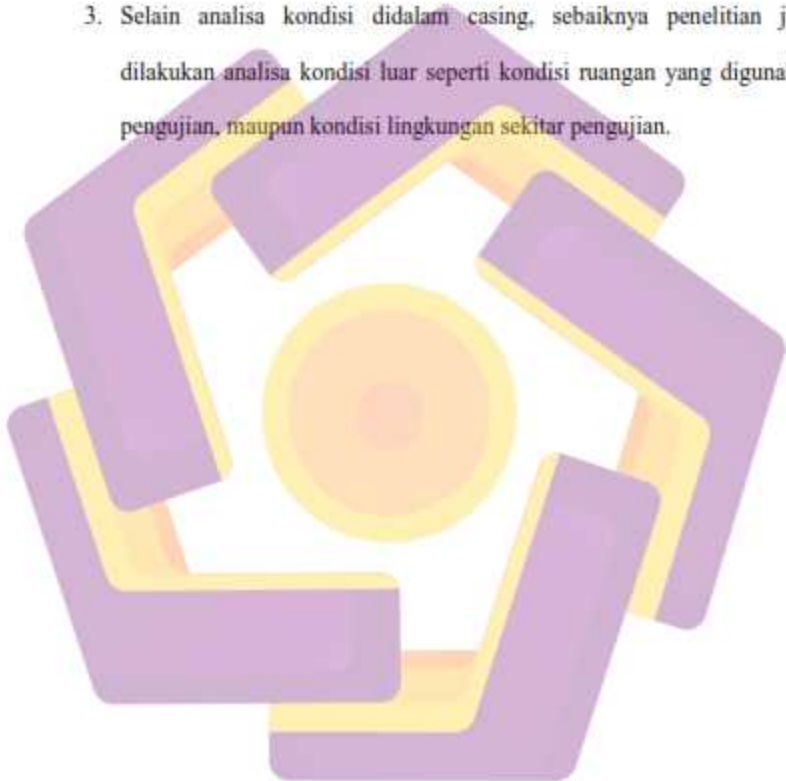 3. Selain analisa kondisi didalam casing, sebaiknya penelitian j
dilakukan analisa kondisi luar seperti kondisi ruangan yang diguna
pengujian, maupun kondisi lingkungan sekitar pengujian.